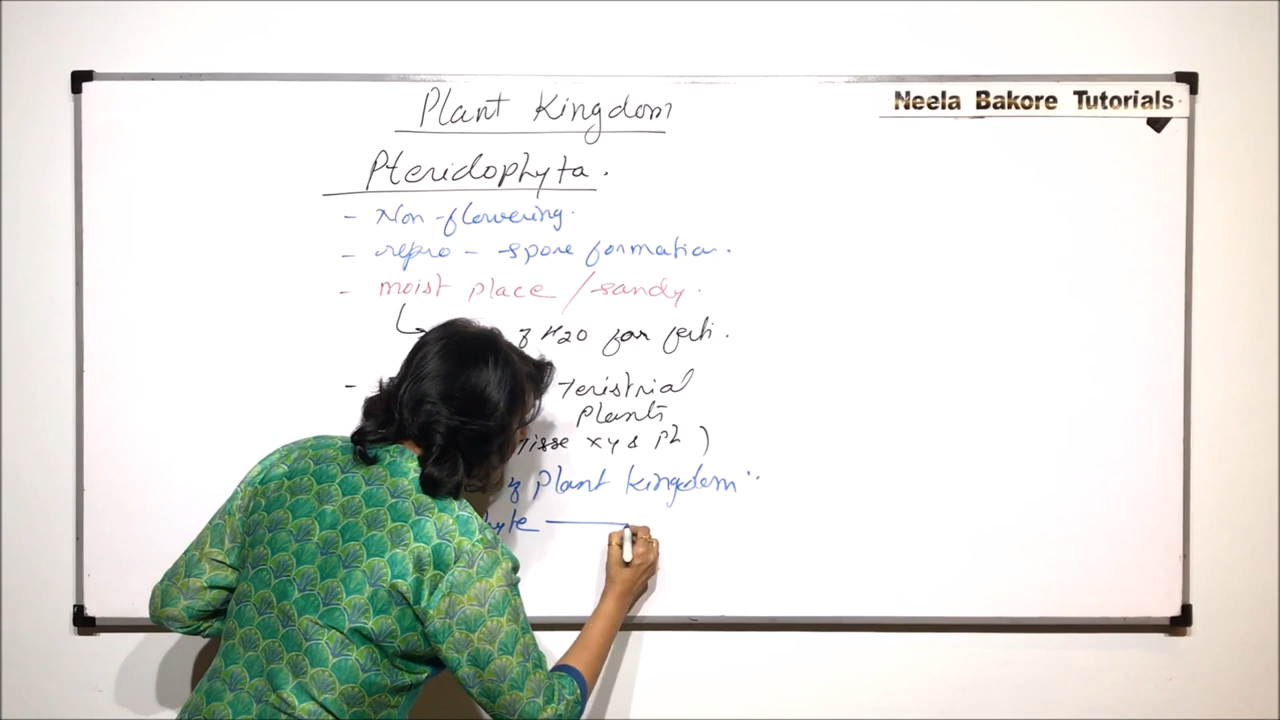 Plant Kingdom
Neela Bakore Tutorials
Pteridophyta.
- Non-flowering.
- repro - spore formation.
- moist place / sandy.
H2O for ferti.
- Teristrial
Plants
Tisse xy & Ph )
Plant kingdom